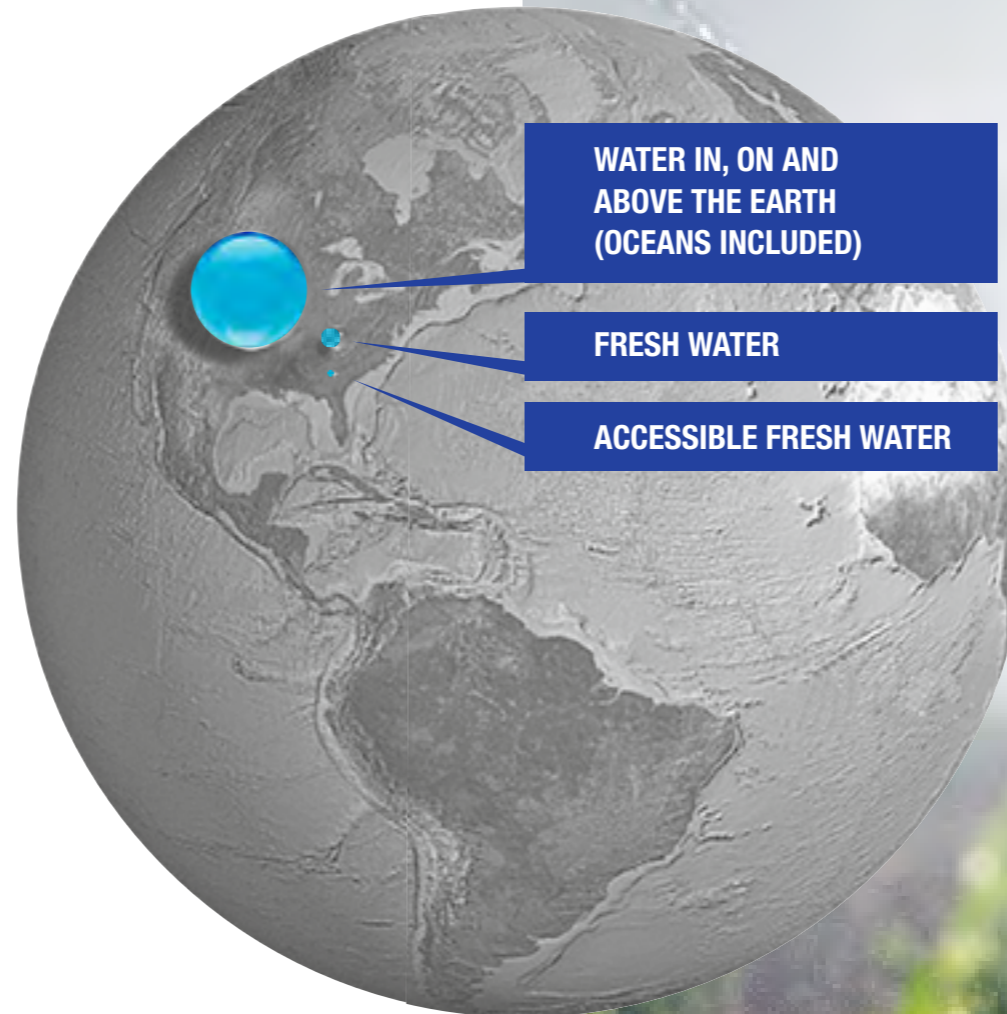 WATER IN, ON AND
ABOVE THE EARTH
(OCEANS INCLUDED)
FRESH WATER
ACCESSIBLE FRESH WATER